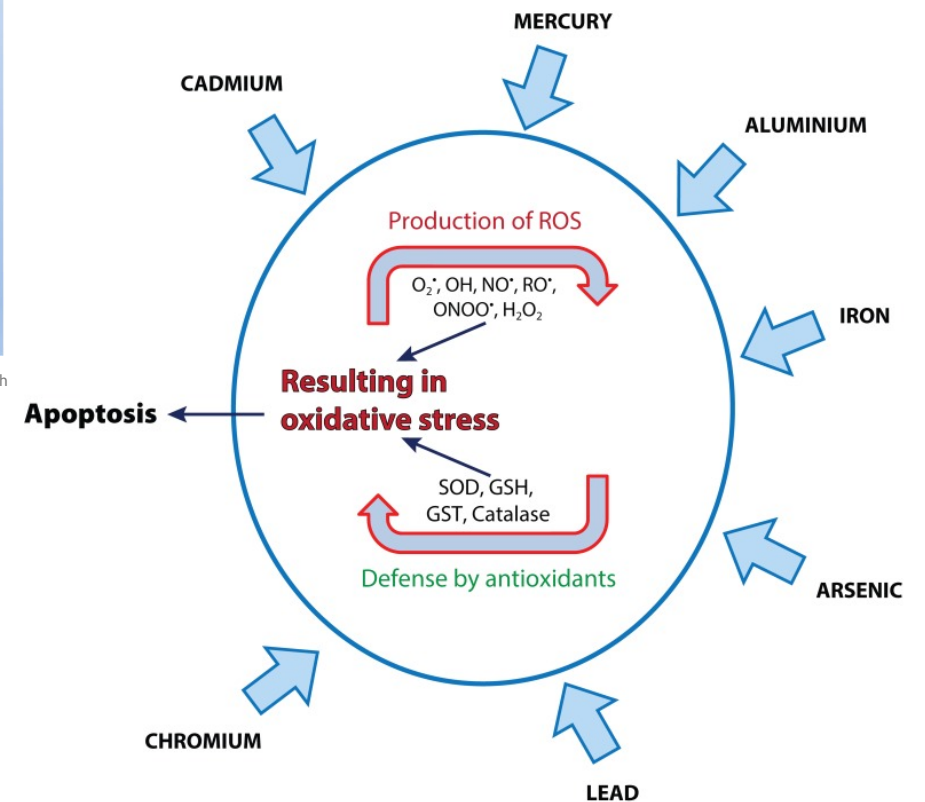 MERCURY
CADMIUM
ALUMINIUM
Production of ROS
O₂•, OH, NO•, RO•,
ONOO•, H₂O₂
IRON
h
Resulting in
oxidative stress
Apoptosis
SOD, GSH,
GST, Catalase
Defense by antioxidants
ARSENIC
CHROMIUM
LEAD